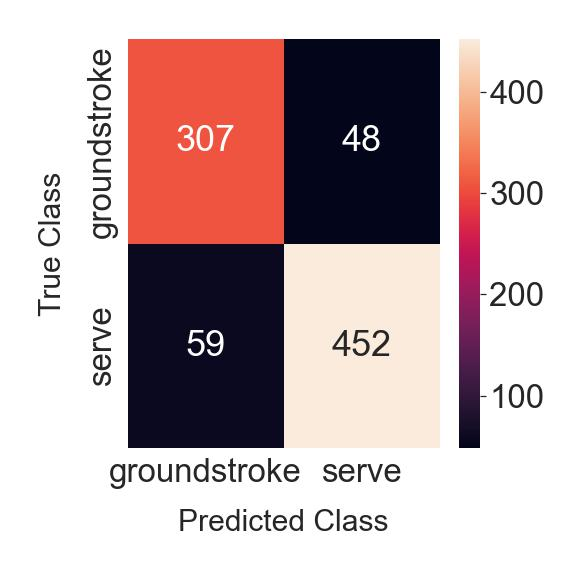 groundstroke
307
48
True Class
serve
59
452
groundstroke serve
Predicted Class
400
300
200
100